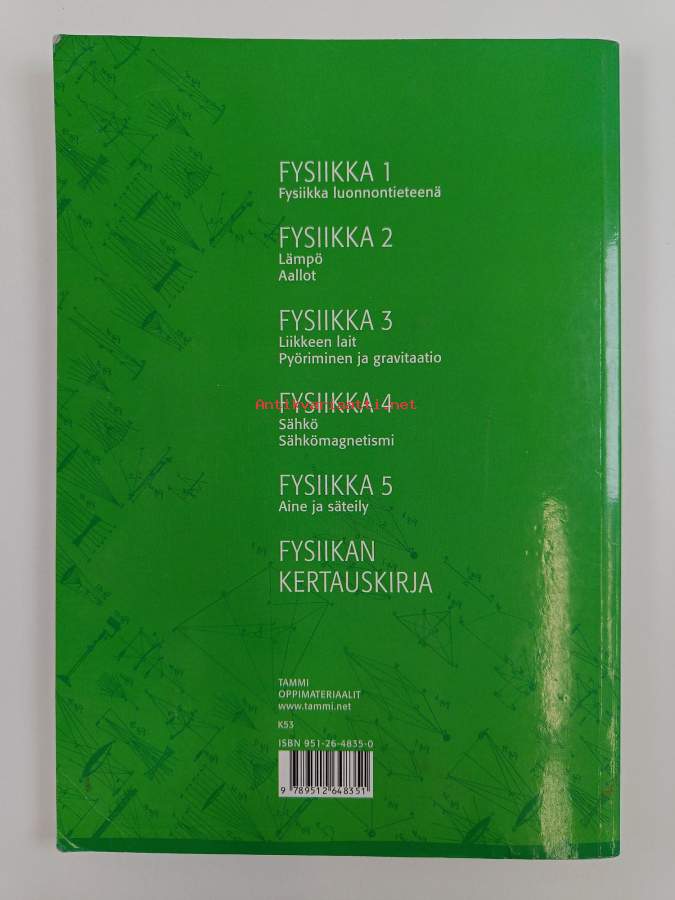 FYSIIKKA 1
Fysiikka luonnontieteenä
FYSIIKKA 2
Lämpö
Aallot
FYSIIKKA 3
Liikkeen lait
Pyöriminen ja gravitaatio
FYSIIKKA 4
Antikvariaatti.net
Sähkö
Sähkömagnetismi
FYSIIKKA 5
Aine ja säteily
FYSIIKAN
KERTAUSKIRJA
TAMMI
OPPIMATERIAALIT
www.tammi.net
K53
ISBN 951-26-4835-0
9 789512 648351